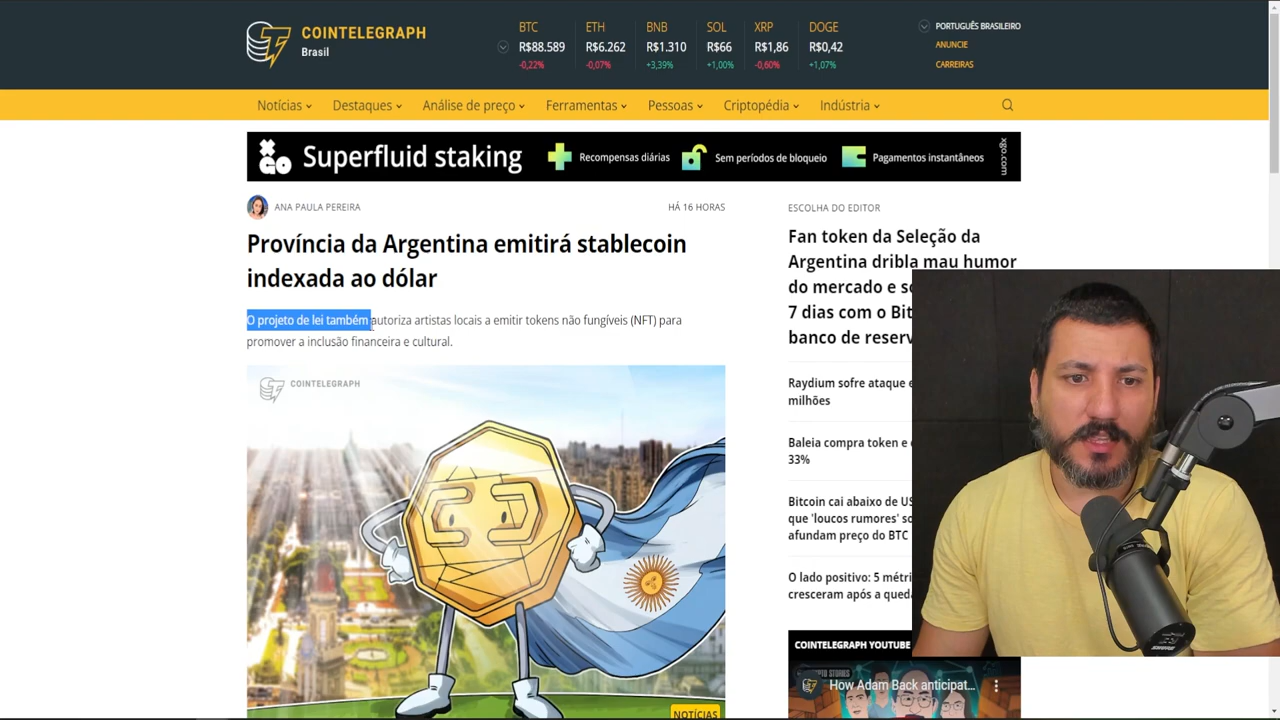 COINTELEGRAPH
Brasil
BTC ETH BNB SOL XRP DOGE
R$88.589 R$6.262 R$1.310 R$66 R$1,86 R$0,42
-0,22% -0,07% +3,39% +1,00% -0,60% +1,07%
PORTUGUÊS BRASILEIRO
ANUNCIE
CARREIRAS
Notícias Destaques Análise de preço Ferramentas Pessoas Criptopédia Indústria
XGO Superfluid staking Recompensas diárias Sem períodos de bloqueio Pagamentos instantâneos xgo.com
ANA PAULA PEREIRA HÁ 16 HORAS
Província da Argentina emitirá stablecoin
indexada ao dólar
O projeto de lei também autoriza artistas locais a emitir tokens não fungíveis (NFT) para
promover a inclusão financeira e cultural.
COINTELEGRAPH
NOTÍCIAS
ESCOLHA DO EDITOR
Fan token da Seleção da
Argentina dribla mau humor
do mercado e
7 dias com o
banco de
Raydium sofre ataque
milhões
Baleia compra token e
33%
Bitcoin cai abaixo de
que 'loucos rumores'
afundam preço do BTC
O lado positivo: 5
cresceram após a
COINTELEGRAPH YOUTUBE
How Adam Back anticipat...